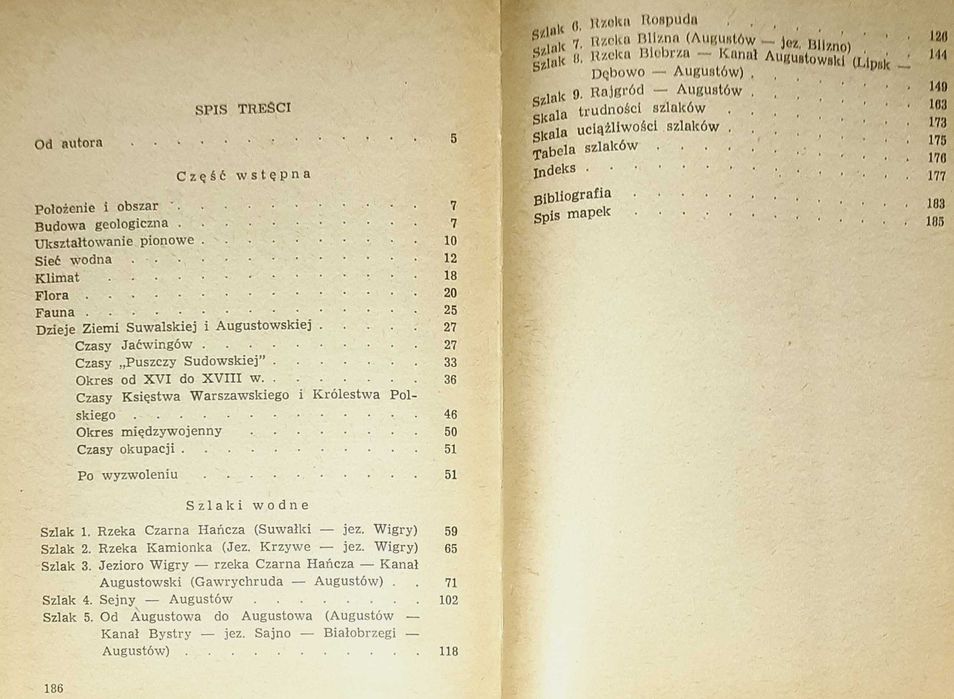 SPIS TREŚCI
Od autora . . . . . . . . . . . 5
Część wstępna
Położenie i obszar . . . . . . . . . 7
Budowa geologiczna . . . . . . . . . 7
Ukształtowanie pionowe . . . . . . . . 10
Sieć wodna . . . . . . . . . . . 12
Klimat . . . . . . . . . . . . 18
Flora . . . . . . . . . . . . . 20
Fauna . . . . . . . . . . . . . 25
Dzieje Ziemi Suwalskiej i Augustowskiej . . . . 27
Czasy Jaćwingów . . . . . . . . . 27
Czasy „Puszczy Sudowskiej” . . . . . . 33
Okres od XVI do XVIII w. . . . . . . . 36
Czasy Księstwa Warszawskiego i Królestwa Pol-
skiego . . . . . . . . . . . 46
Okres międzywojenny . . . . . . . 50
Czasy okupacji . . . . . . . . . . 51
Po wyzwoleniu . . . . . . . . . 51
Szlaki wodne
Szlak 1. Rzeka Czarna Hańcza (Suwałki — jez. Wigry) 59
Szlak 2. Rzeka Kamionka (Jez. Krzywe — jez. Wigry) 65
Szlak 3. Jezioro Wigry — rzeka Czarna Hańcza — Kanał
Augustowski (Gawrychruda — Augustów) . . 71
Szlak 4. Sejny — Augustów . . . . . . . 102
Szlak 5. Od Augustowa do Augustowa (Augustów —
Kanał Bystry — jez. Sajno — Białobrzegi —
Augustów) . . . . . . . . . . 118
186
Szlak 6. Rzeka Rospuda . . . . . . . 126
Szlak 7. Rzeka Blizna (Augustów — jez. Blizno) . . 144
Szlak 8. Rzeka Biebrza — Kanał Augustowski (Lipsk —
Dębowo — Augustów) . . . . . . . 149
Szlak 9. Rajgród — Augustów . . . . . . . 163
Skala trudności szlaków . . . . . . . . 173
Skala uciążliwości szlaków . . . . . . . 175
Tabela szlaków . . . . . . . . . . 176
Indeks . . . . . . . . . . . . 177
Bibliografia . . . . . . . . . . . 183
Spis mapek . . . . . . . . . . . 185